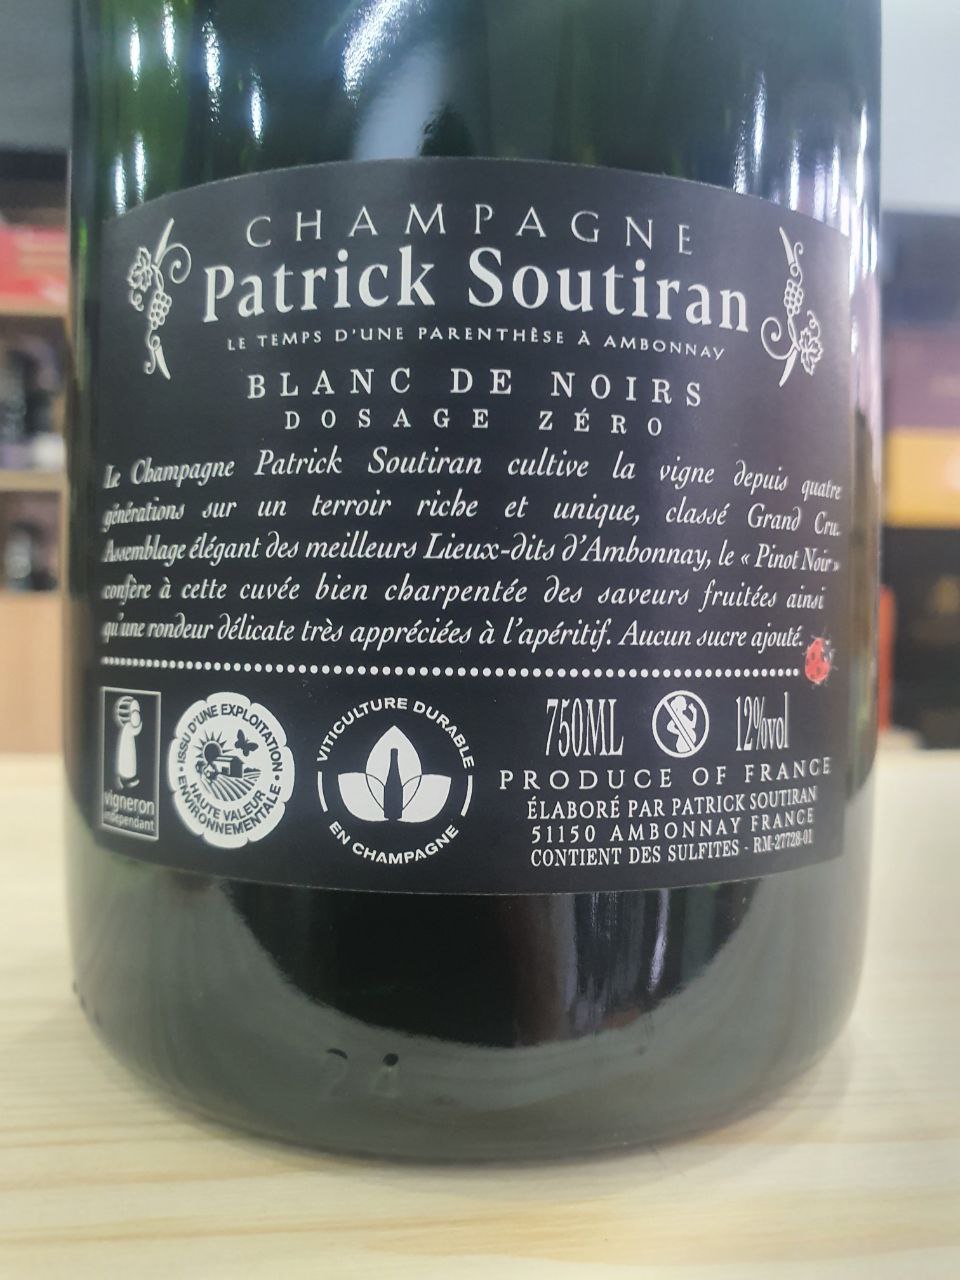 CHAMPAGNE
Patrick Soutiran
LE TEMPS D'UNE PARENTHÈSE À AMBONNAY
BLANC DE NOIRS
DOSAGE ZÉRO
Le Champagne Patrick Soutiran cultive la vigne depuis quatre
générations sur un terroir riche et unique, classé Grand Cru.
Assemblage élégant des meilleurs Lieux-dits d'Ambonnay, le « Pinot Noir »
confère à cette cuvée bien charpentée des saveurs fruitées ainsi
qu'une rondeur délicate très appréciées à l'apéritif. Aucun sucre ajouté.
vigneron
indépendant
ISSU D'UNE EXPLOITATION
HAUTE VALEUR
ENVIRONNEMENTALE
VITICULTURE DURABLE
EN CHAMPAGNE
750ML 12%vol
PRODUCE OF FRANCE
ÉLABORÉ PAR PATRICK SOUTIRAN
51150 AMBONNAY FRANCE
CONTIENT DES SULFITES - RM-27728-01
24